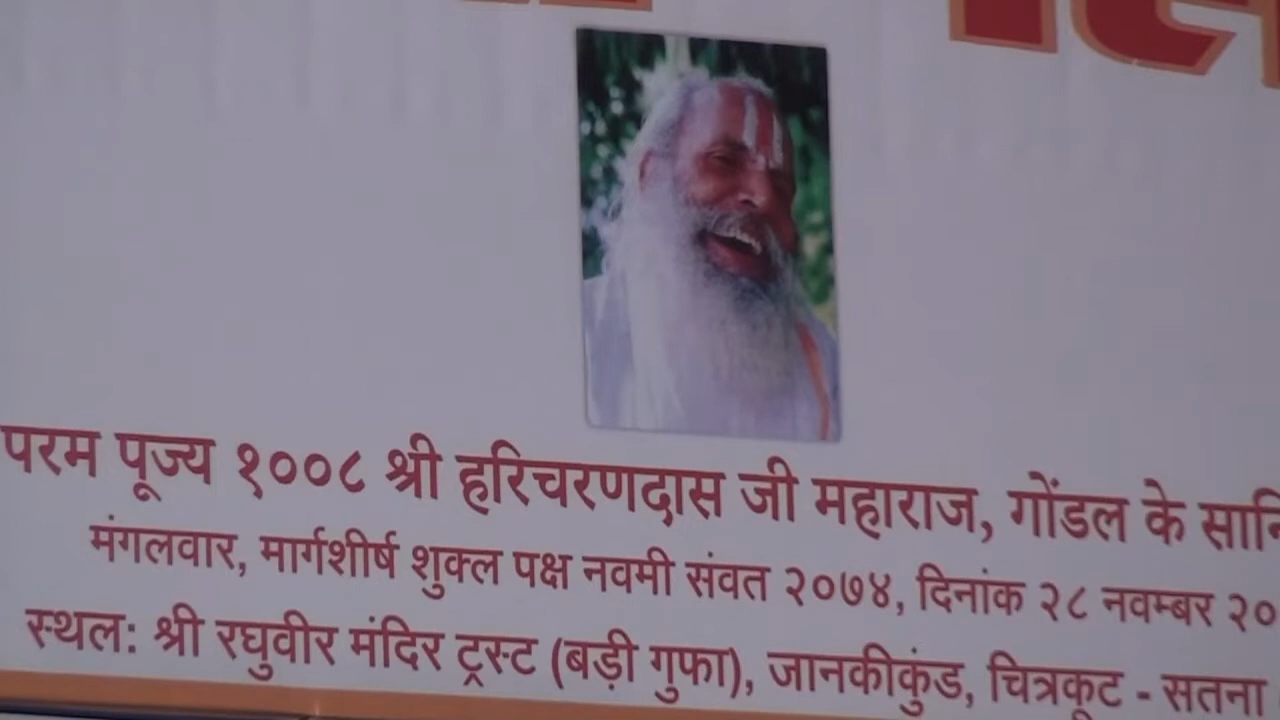 परम पूज्य १००८ श्री हरिचरणदास जी महाराज, गोंडल के
मंगलवार, मार्गशीर्ष शुक्ल पक्ष नवमी संवत २०७४, दिनांक २८ नवम्बर
स्थल: श्री रघुवीर मंदिर ट्रस्ट (बड़ी गुफा), जानकीकुंड, चित्रकूट - सतना